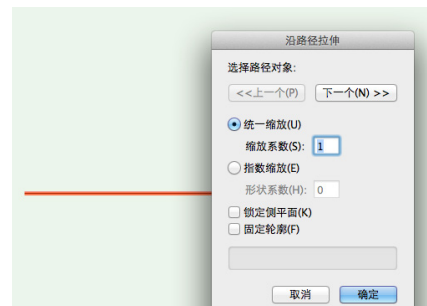 沿路径拉伸
选择路径对象:
<<上一个(P) 下一个(N) >>
统一缩放(U)
缩放系数(S): 1
指数缩放(E)
形状系数(H): 0
锁定侧平面(K)
固定轮廓(F)
取消 确定